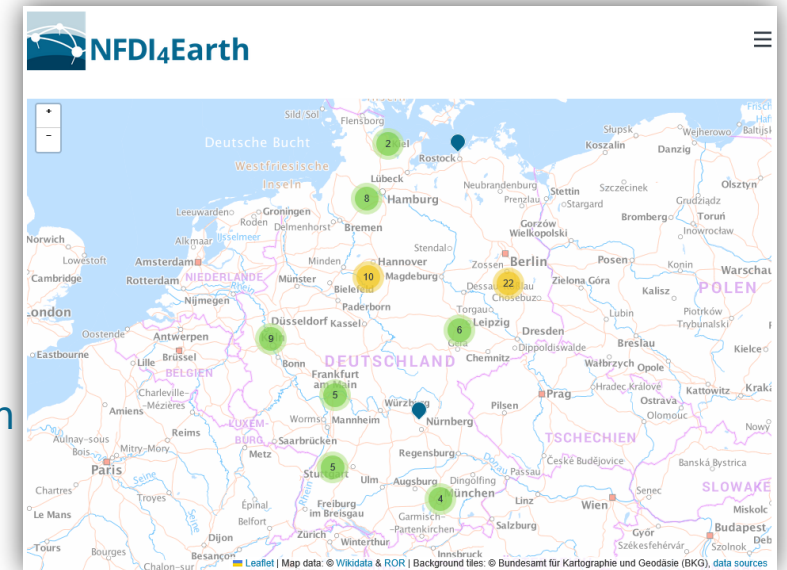 NFDI4Earth
+
-
Sild/Söl
Flensborg
Deutsche Bucht
2
Rostock
Słupsk
Wejherowo
Koszalin
Danzig
Westfriesische
Inseln
Lübeck
8
Hamburg
Neubrandenburg
Prenzlau
Stettin
Stargard
Szczecinek
Olsztyn
Grudziądz
Leeuwarden
Groningen
Roden
Delmenhorst
Bremen
Bromberg
Toruń
Inowrocław
Norwich
Alkmaar
IJsselmeer
Stendal
Gorzów
Wielkopolski
Lowestoft
Amsterdam
Minden
Hannover
Zossen
Berlin
Posen
Konin
Warschau
Cambridge
Rotterdam
NIEDERLANDE
Münster
Bielefeld
10
Magdeburg
22
Zielona Góra
Kalisz
POLEN
Nijmegen
Rhein
Paderborn
Torgau
Chóśebuz
Lubin
Piotrków
Trybunalski
London
Oostende
Antwerpen
Düsseldorf
Kassel
6
Leipzig
Dresden
Breslau
Eastbourne
Lille
Brüssel
9
Gera
Chemnitz
Dippoldiswalde
Kielce
BELGIEN
Bonn
DEUTSCHLAND
Wałbrzych
Opole
Charleville-
-Mézières
Frankfurt
am Main
5
Hradec Králové
Kattowitz
Amiens
Würzburg
Pilsen
Prag
Ostrava
Olomouc
Reims
LUXEM-
BURG
Worms
Mannheim
Nürnberg
TSCHECHIEN
Aulnay-sous
Bois
Mitry-Mory
Metz
Saarbrücken
Regensburg
Paris
Seine
Stuttgart
5
Donau
Passau
České Budějovice
Banská Bystrica
Chartres
Troyes
Ulm
Augsburg
Dingolfing
München
4
Linz
Wien
Senec
SLOWAKE
Le Mans
Épinal
Freiburg
im Breisgau
Garmisch-
-Partenkirchen
Salzburg
Miskolc
Belfort
Győr
Budapest
Tours
Bourges
Dijon
Zürich
Winterthur
Székesfehérvár
Szolnok
Besançon
Innsbruck
Chalon-sur
Leaflet | Map data: © Wikidata & ROR | Background tiles: © Bundesamt für Kartographie und Geodäsie (BKG), data sources